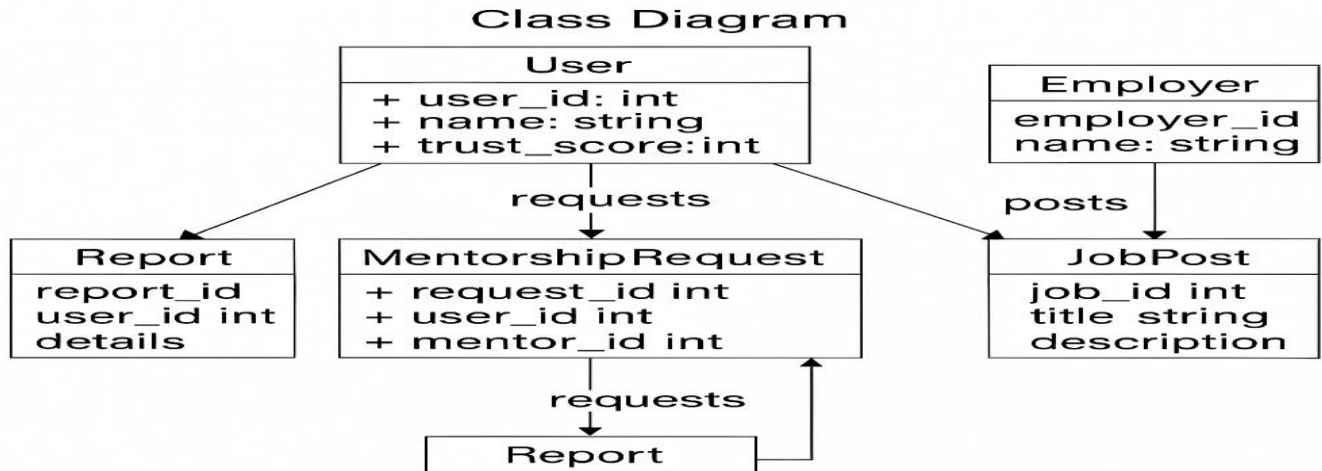 Class Diagram
User
+ user_id: int
+ name: string
+ trust_score:int
Employer
employer_id
name: string
requests
posts
Report
report_id
user_id int
details
MentorshipRequest
+ request_id int
+ user_id int
+ mentor_id int
JobPost
job_id int
title string
description
requests
Report